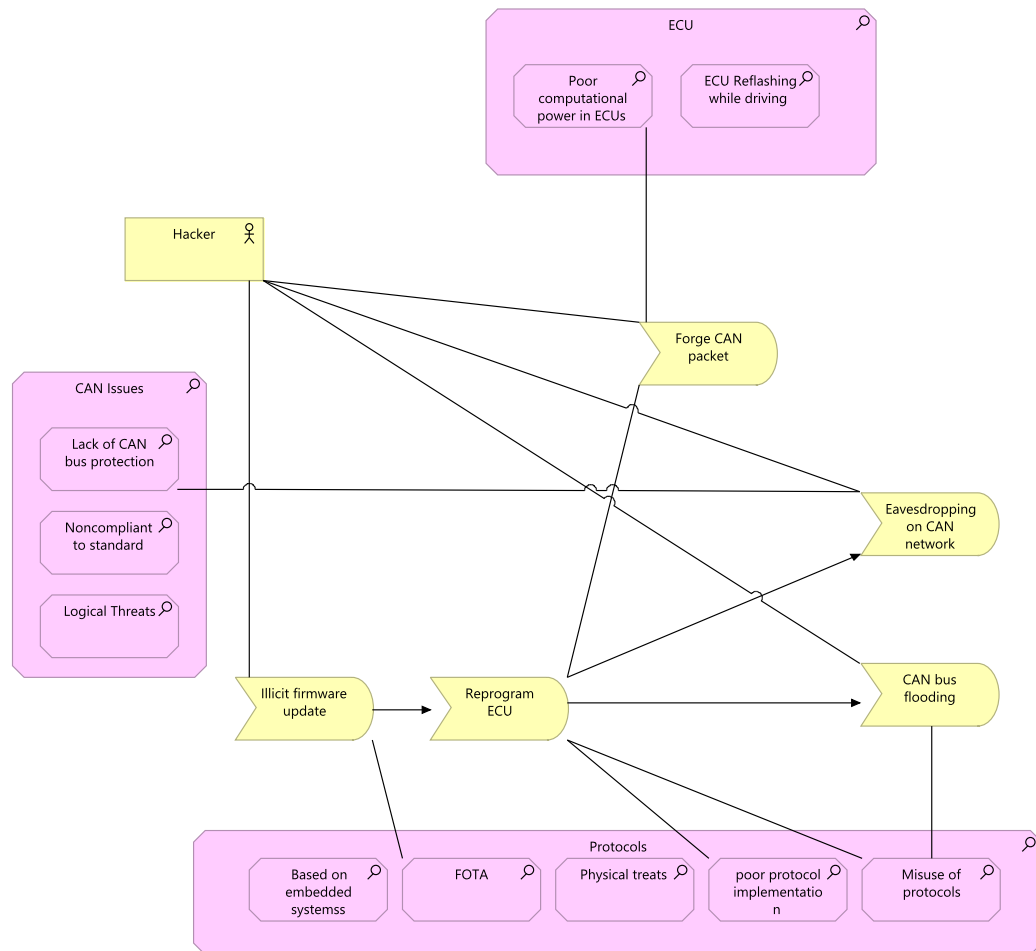 ECU
Poor
computational
power in ECUs
ECU Reflashing
while driving
Hacker
Forge CAN
packet
CAN Issues
Lack of CAN
bus protection
Noncompliant
to standard
Logical Threats
Eavesdropping
on CAN
network
Illicit firmware
update
Reprogram
ECU
CAN bus
flooding
Protocols
Based on
embedded
systemss
FOTA
Physical treats
poor protocol
implementatio
n
Misuse of
protocols